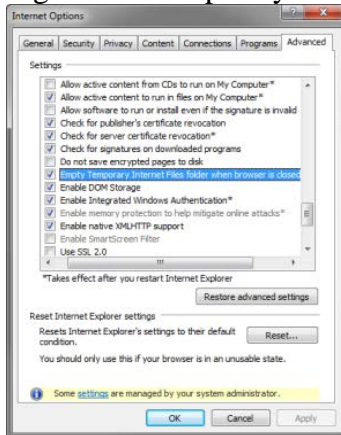 Internet Options
General Security Privacy Content Connections Programs Advanced
Settings
Allow active content from CDs to run on My Computer*
Allow active content to run in files on My Computer*
Allow software to run or install even if the signature is invalid
Check for publisher's certificate revocation
Check for server certificate revocation*
Check for signatures on downloaded programs
Do not save encrypted pages to disk
Empty Temporary Internet Files folder when browser is closed
Enable DOM Storage
Enable Integrated Windows Authentication*
Enable memory protection to help mitigate online attacks*
Enable native XMLHTTP support
Enable SmartScreen Filter
Use SSL 2.0
*Takes effect after you restart Internet Explorer
Restore advanced settings
Reset Internet Explorer settings
Resets Internet Explorer's settings to their default
condition.
Reset...
You should only use this if your browser is in an unusable state.
Some settings are managed by your system administrator.
OK Cancel Apply